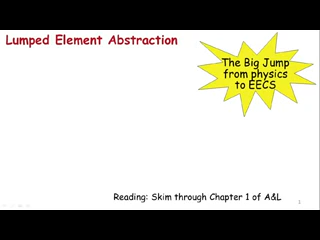 Lumped Element Abstraction
The Big Jump
from physics
to EECS
Reading: Skim through Chapter 1 of A&L
1